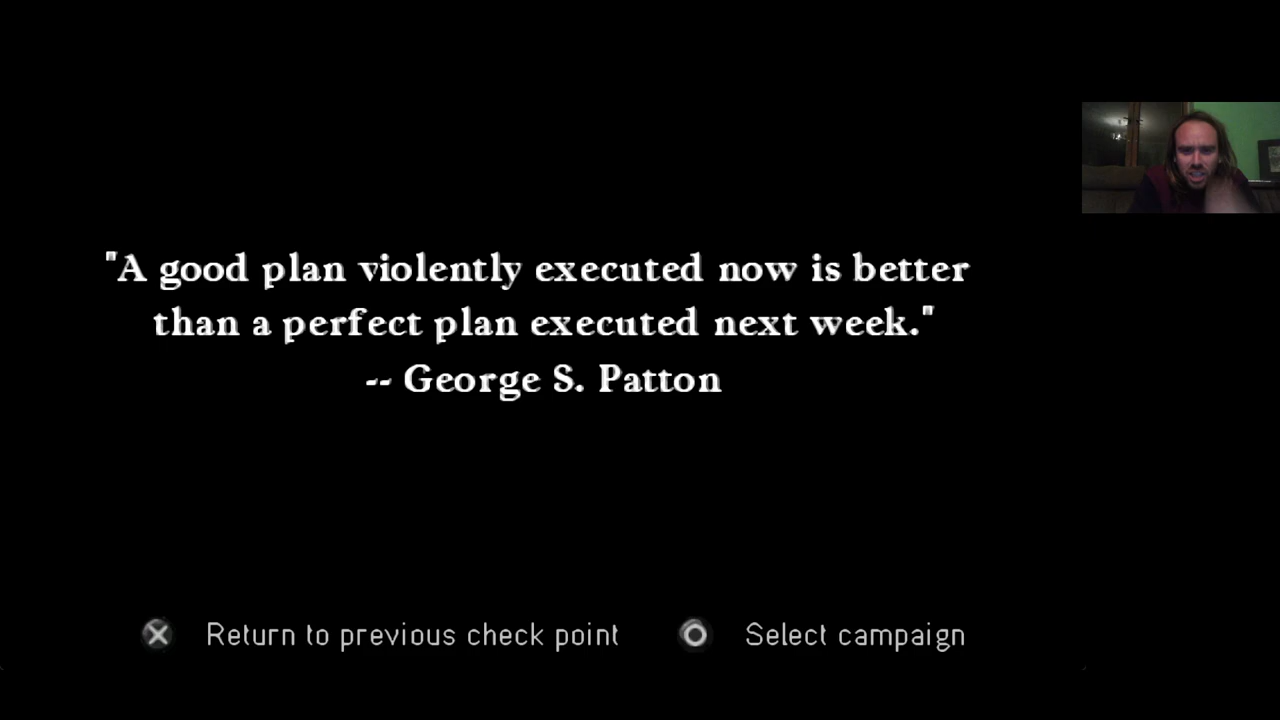 "A good plan violently executed now is better
than a perfect plan executed next week."
-- George S. Patton
Return to previous check point Select campaign